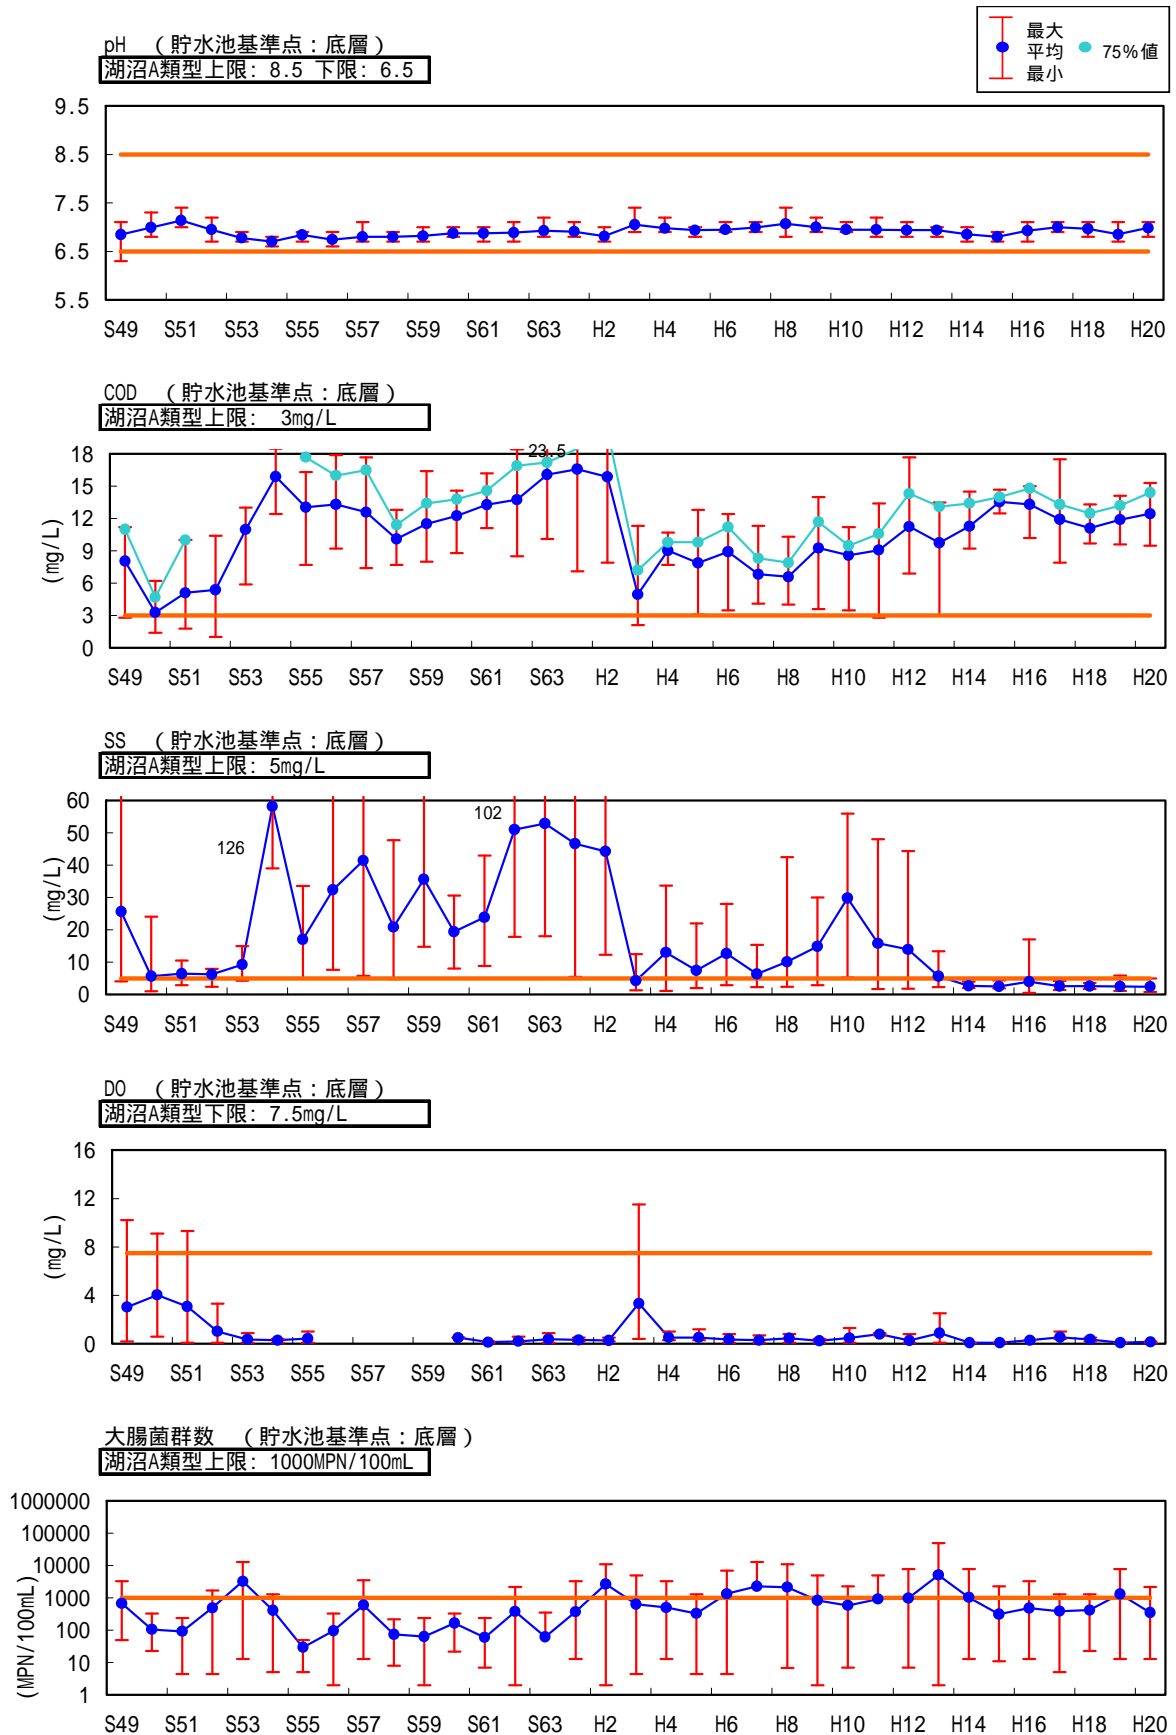 pH （貯水池基準点：底層）
湖沼A類型上限: 8.5 下限: 6.5
最大
平均
最小
75%値
9.5
8.5
7.5
6.5
5.5
S49 S51 S53 S55 S57 S59 S61 S63 H2 H4 H6 H8 H10 H12 H14 H16 H18 H20
COD （貯水池基準点：底層）
湖沼A類型上限: 3mg/L
(mg/L)
18
15
12
9
6
3
0
23.5
S49 S51 S53 S55 S57 S59 S61 S63 H2 H4 H6 H8 H10 H12 H14 H16 H18 H20
SS （貯水池基準点：底層）
湖沼A類型上限: 5mg/L
(mg/L)
60
50
40
30
20
10
0
126
102
S49 S51 S53 S55 S57 S59 S61 S63 H2 H4 H6 H8 H10 H12 H14 H16 H18 H20
DO （貯水池基準点：底層）
湖沼A類型下限: 7.5mg/L
(mg/L)
16
12
8
4
0
S49 S51 S53 S55 S57 S59 S61 S63 H2 H4 H6 H8 H10 H12 H14 H16 H18 H20
大腸菌群数 （貯水池基準点：底層）
湖沼A類型上限: 1000MPN/100mL
(MPN/100mL)
1000000
100000
10000
1000
100
10
1
S49 S51 S53 S55 S57 S59 S61 S63 H2 H4 H6 H8 H10 H12 H14 H16 H18 H20